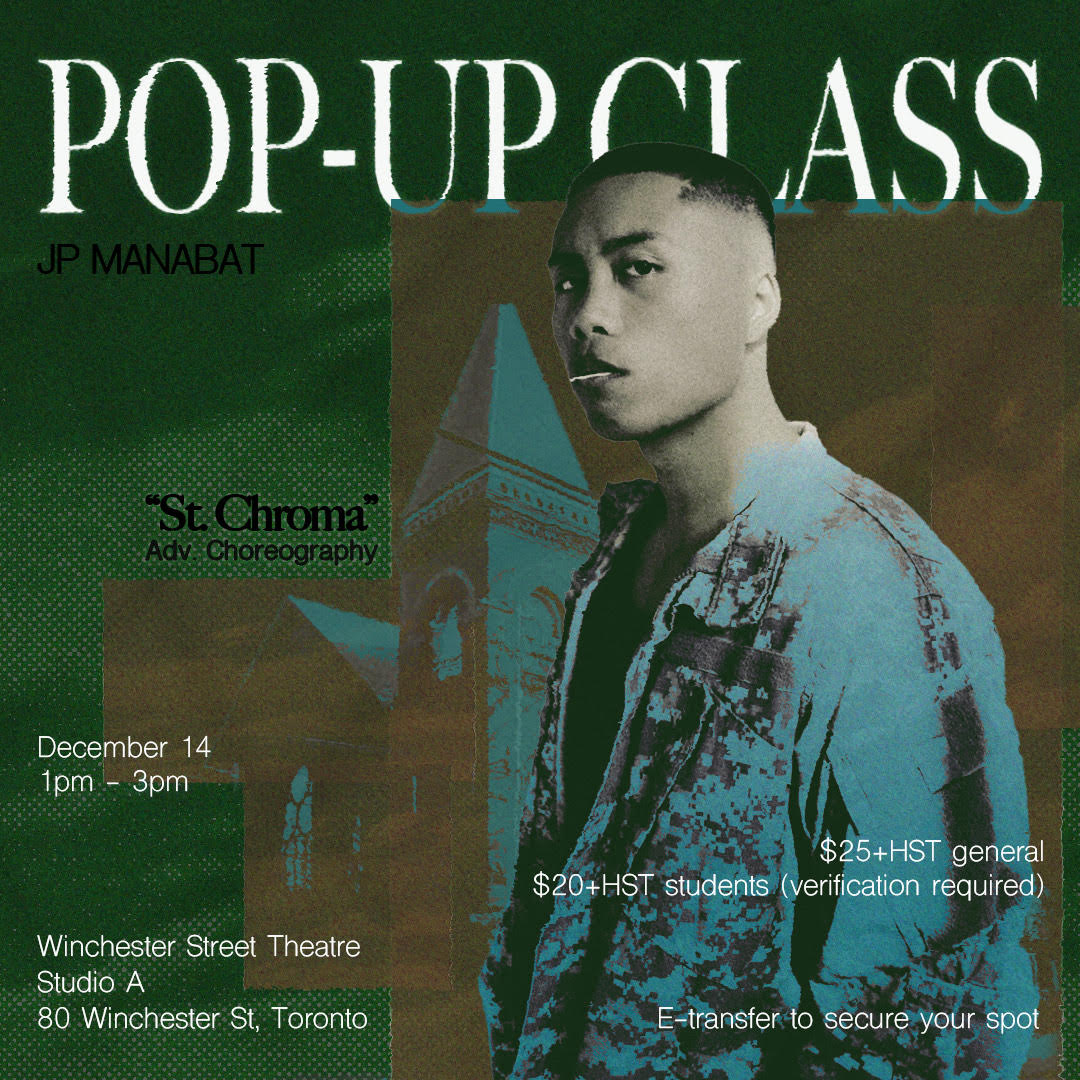 POP-UP CLASS
JP MANABAT
“St. Chroma”
Adv. Choreography
December 14
1pm - 3pm
$25+HST general
$20+HST students (verification required)
Winchester Street Theatre
Studio A
80 Winchester St, Toronto
E-transfer to secure your spot